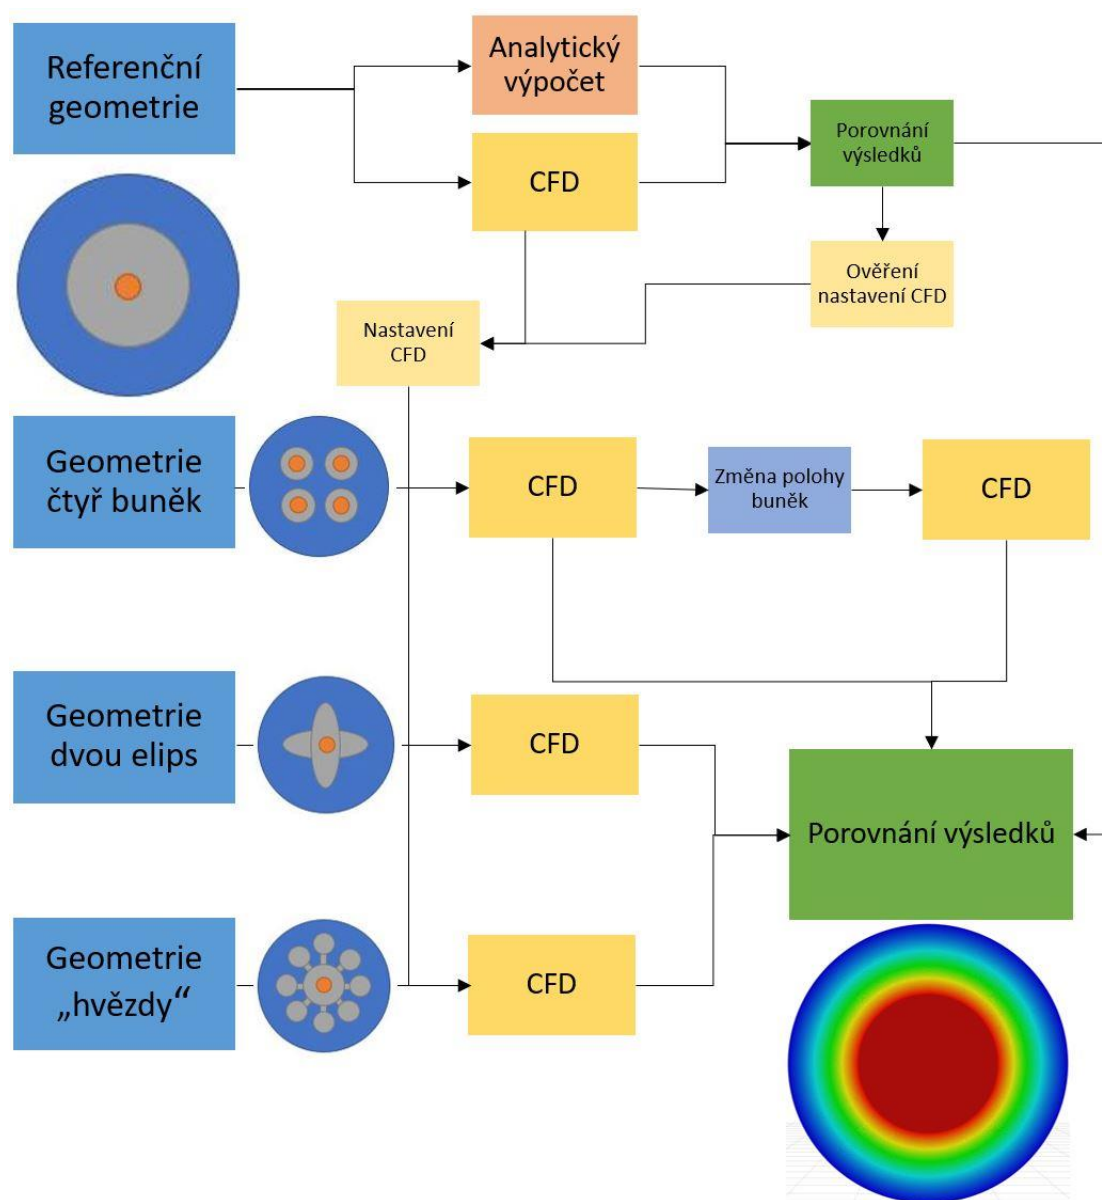 Referenční
geometrie
Analytický
výpočet
CFD
Porovnání
výsledků
Ověření
nastavení CFD
Nastavení
CFD
Geometrie
čtyř buněk
CFD
Změna polohy
buněk
CFD
Geometrie
dvou elips
CFD
Porovnání výsledků
Geometrie
„hvězdy“
CFD